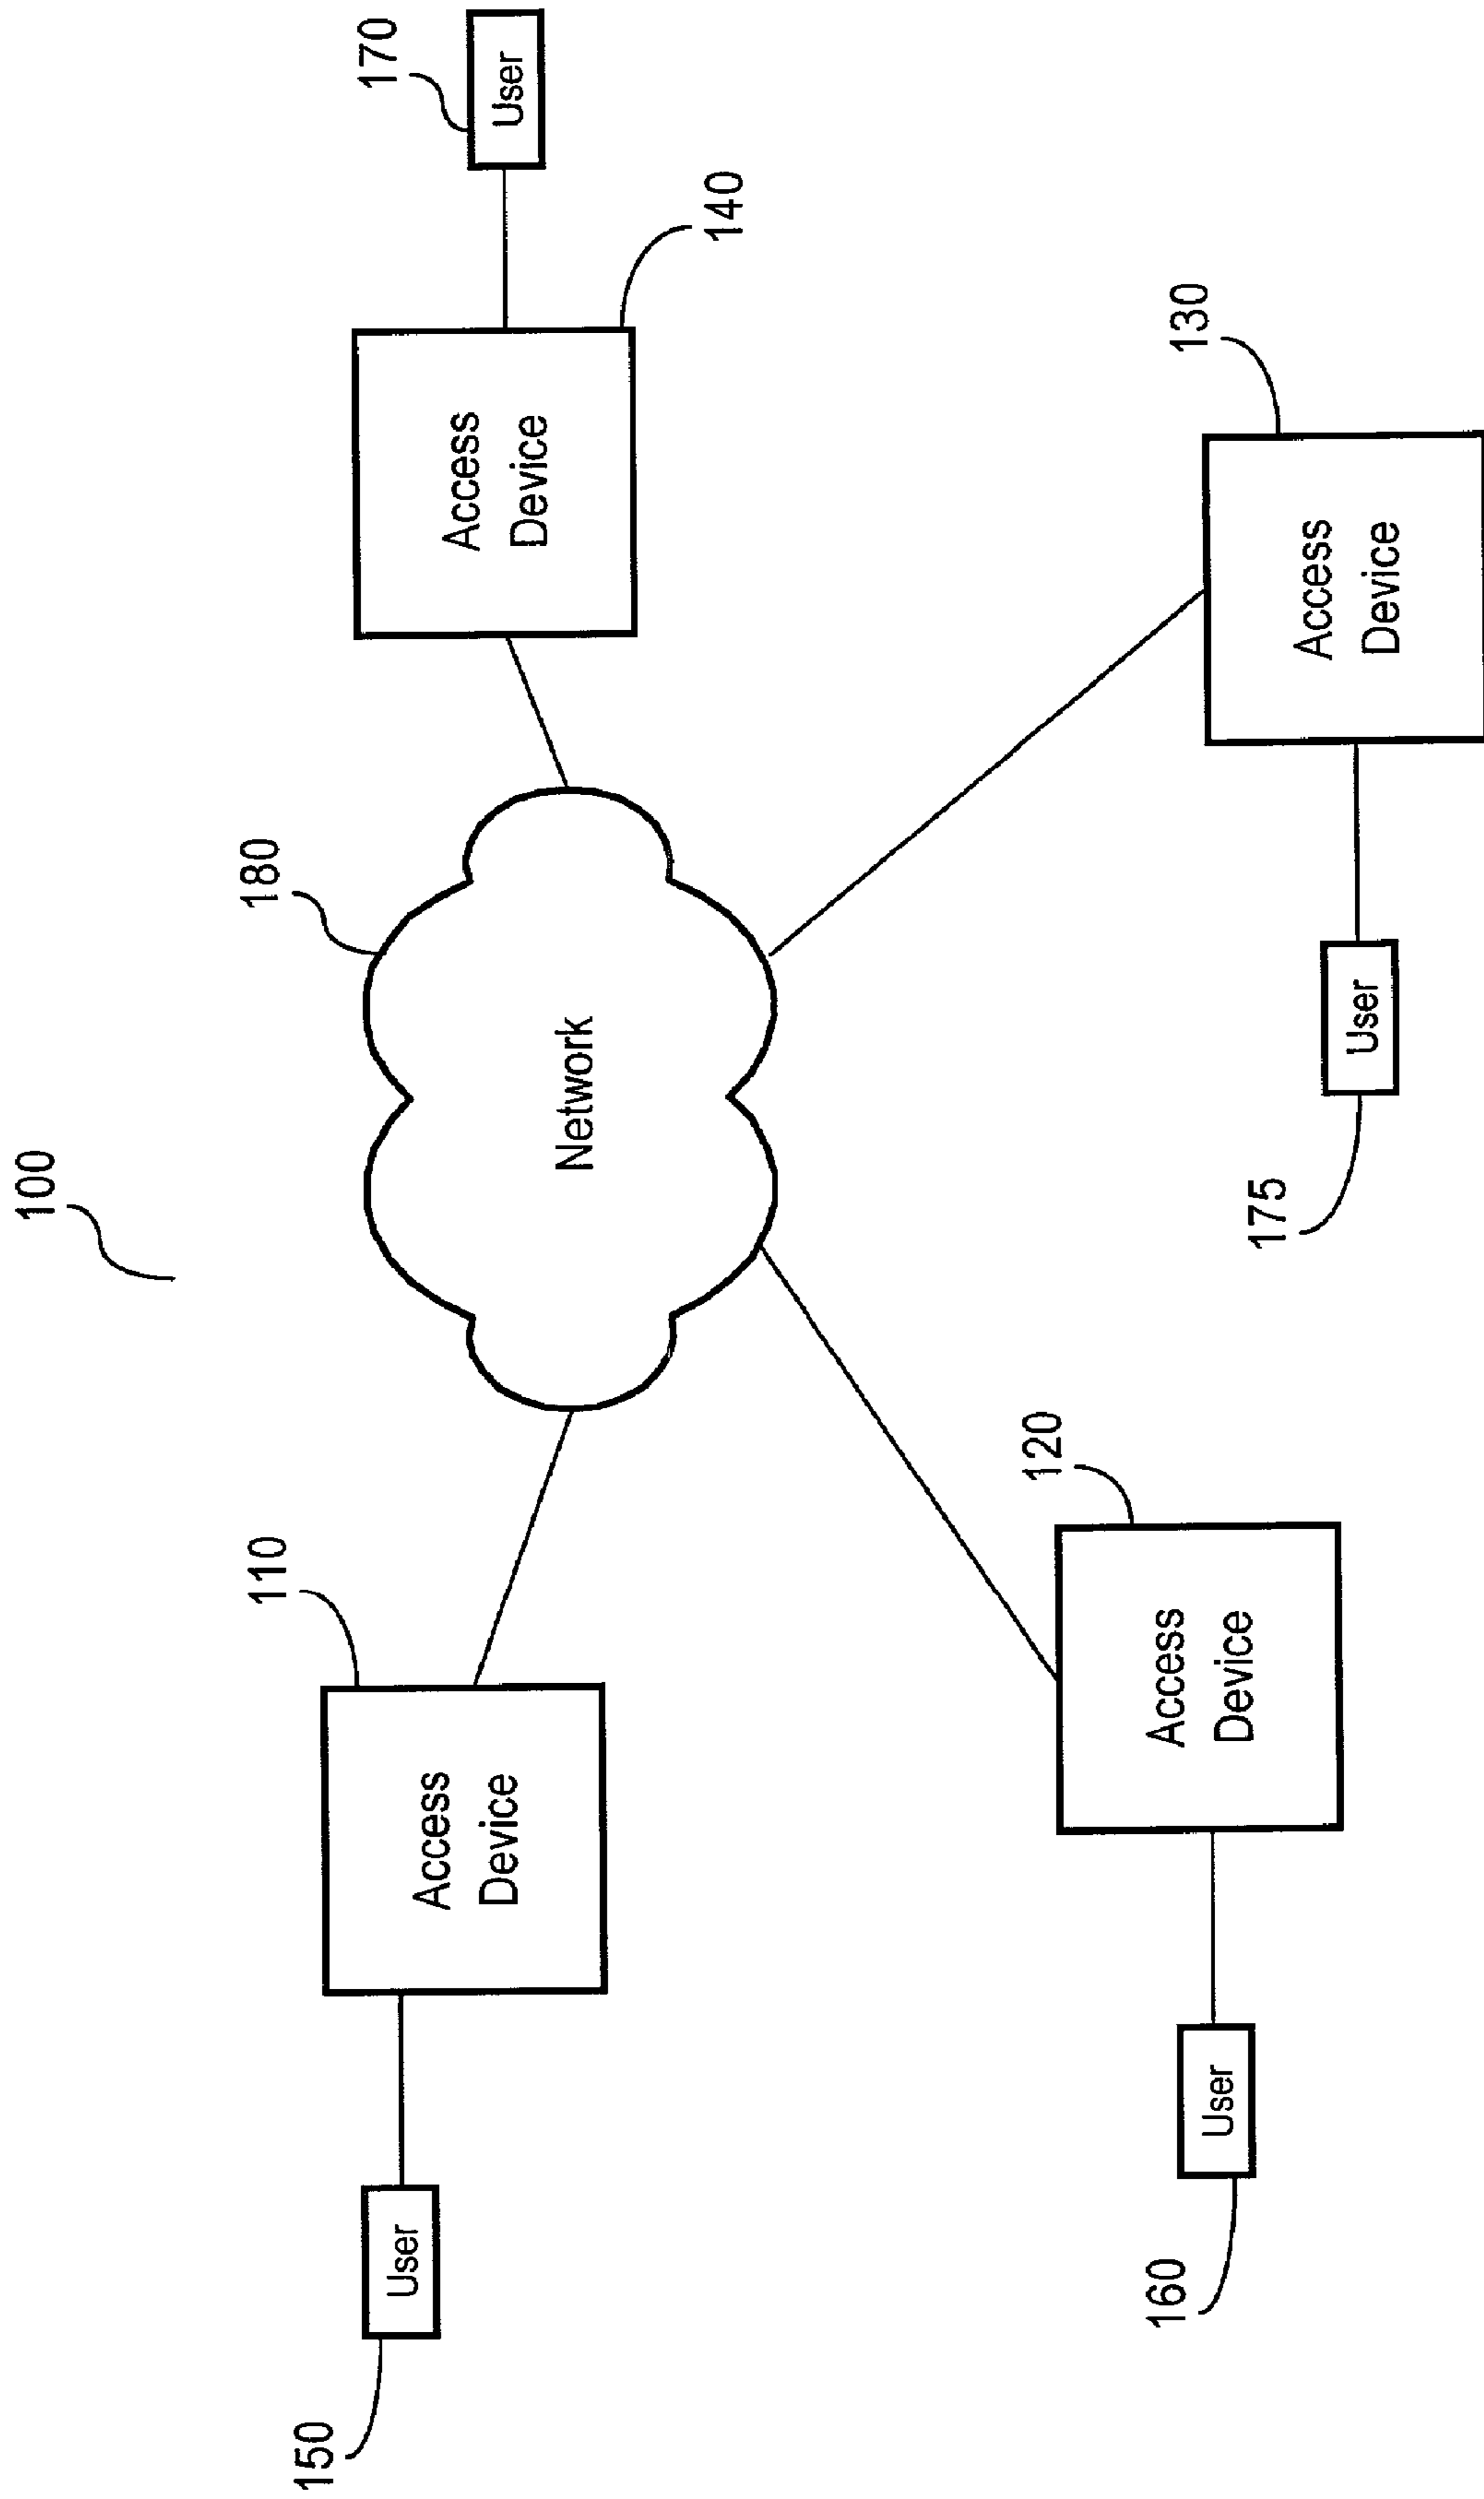 100
180
Network
110
Access
Device
150
User
140
Access
Device
170
User
120
Access
Device
160
User
130
Access
Device
175
User